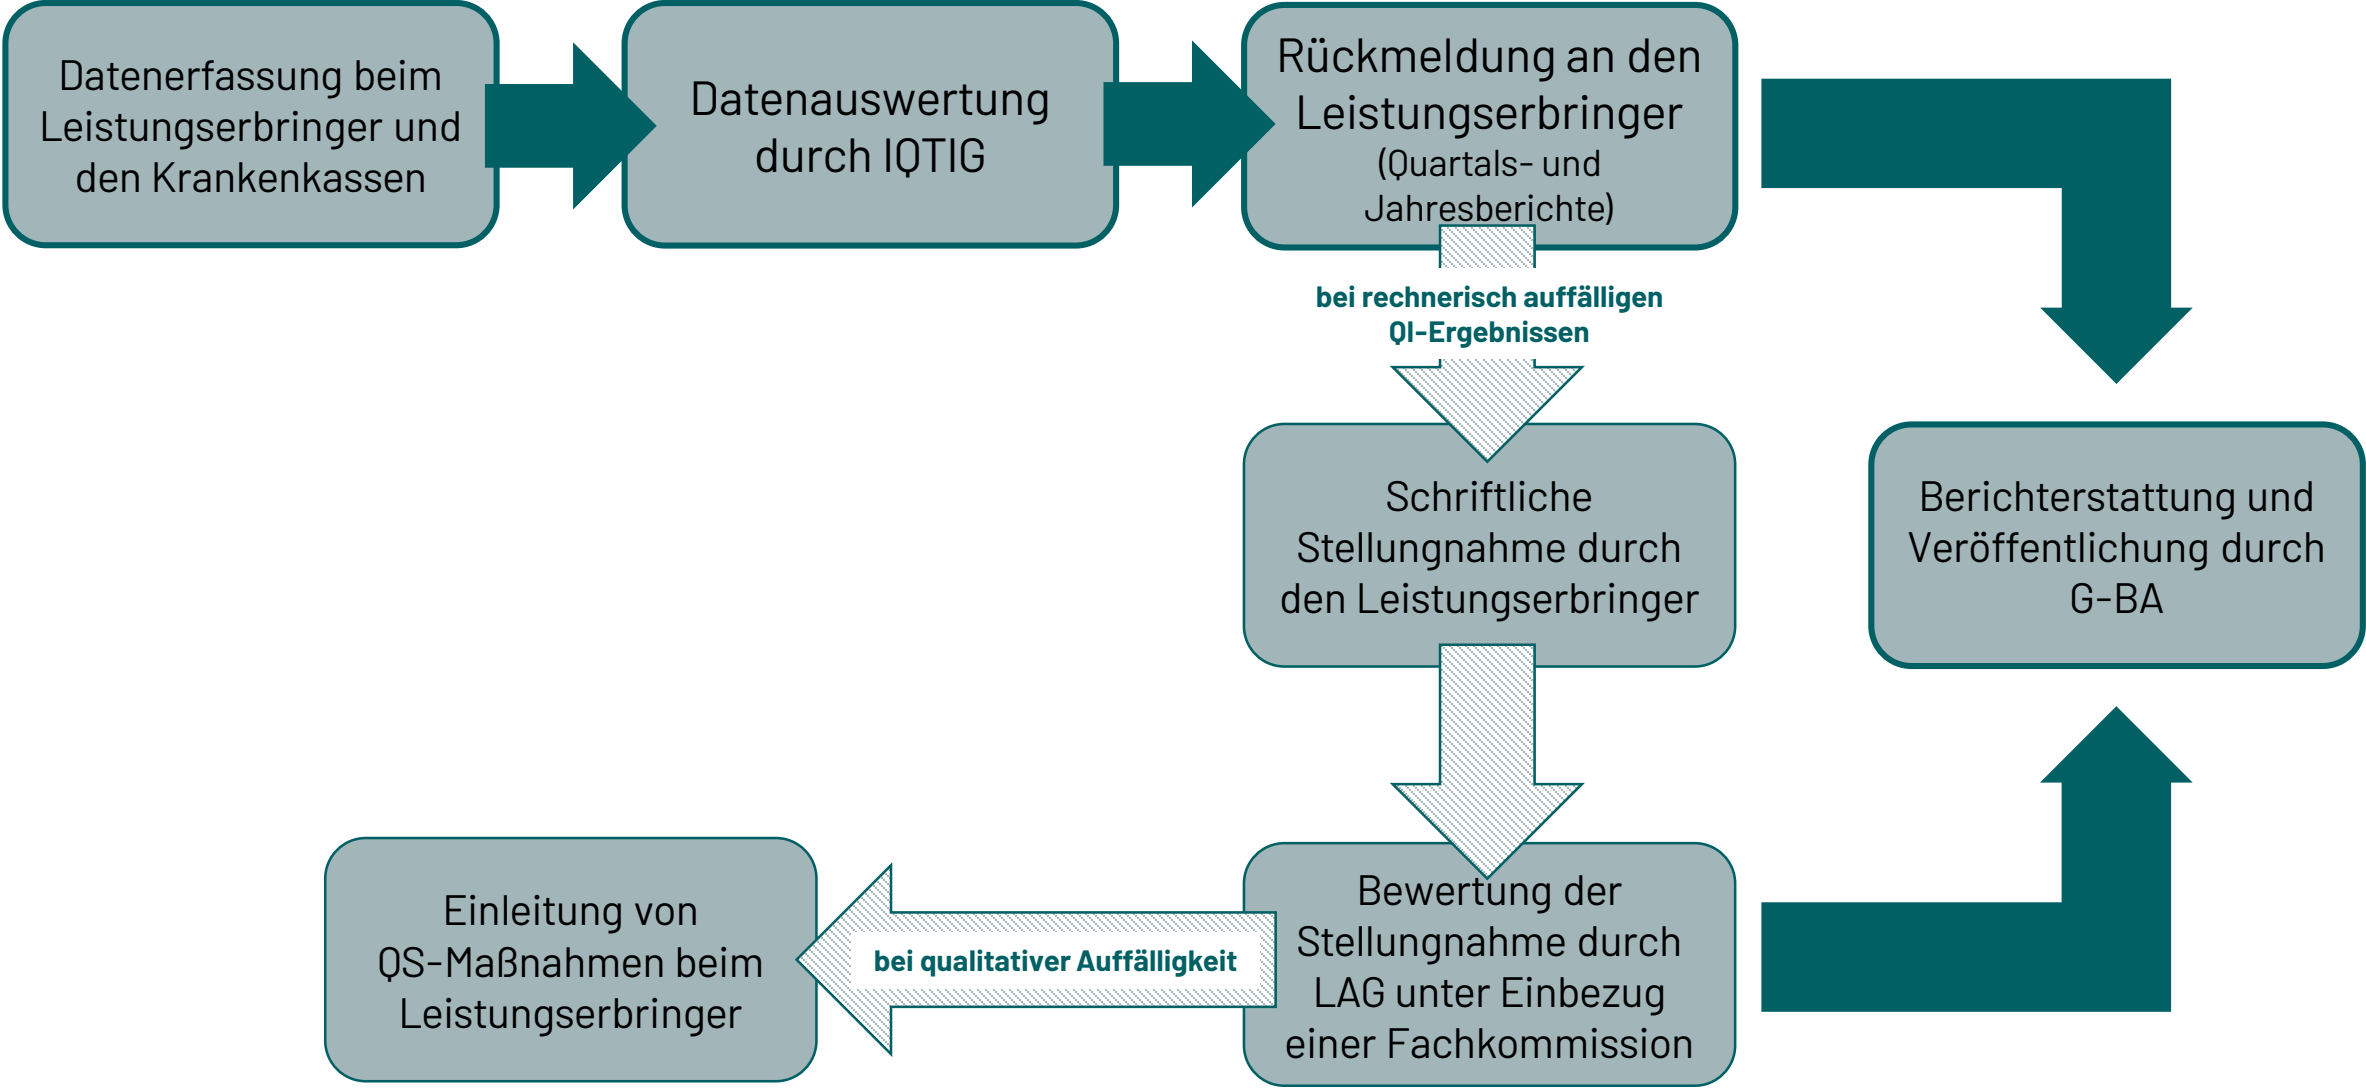 Datenerfassung beim
Leistungserbringer und
den Krankenkassen
Datenauswertung
durch IQTIG
Rückmeldung an den
Leistungserbringer
(Quartals- und
Jahresberichte)
bei rechnerisch auffälligen
QI-Ergebnissen
Schriftliche
Stellungnahme durch
den Leistungserbringer
Berichterstattung und
Veröffentlichung durch
G-BA
Bewertung der
Stellungnahme durch
LAG unter Einbezug
einer Fachkommission
bei qualitativer Auffälligkeit
Einleitung von
QS-Maßnahmen beim
Leistungserbringer